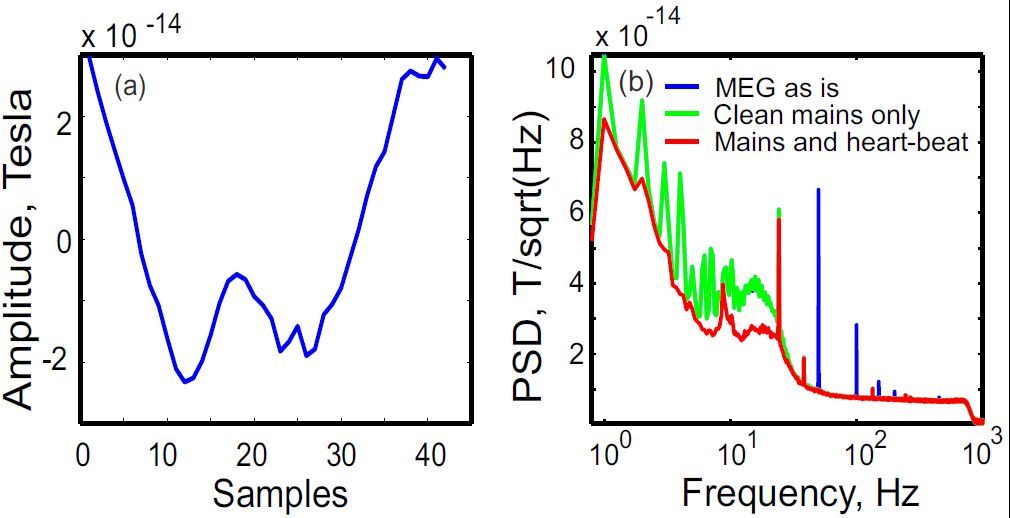 x 10 -14
(a)
2
0
-2
Amplitude, Tesla
0
10
20
30
40
Samples
x 10 -14
(b)
MEG as is
Clean mains only
Mains and heart-beat
10
8
6
4
2
PSD, T/sqrt(Hz)
10 0
10 1
10 2
10 3
Frequency, Hz